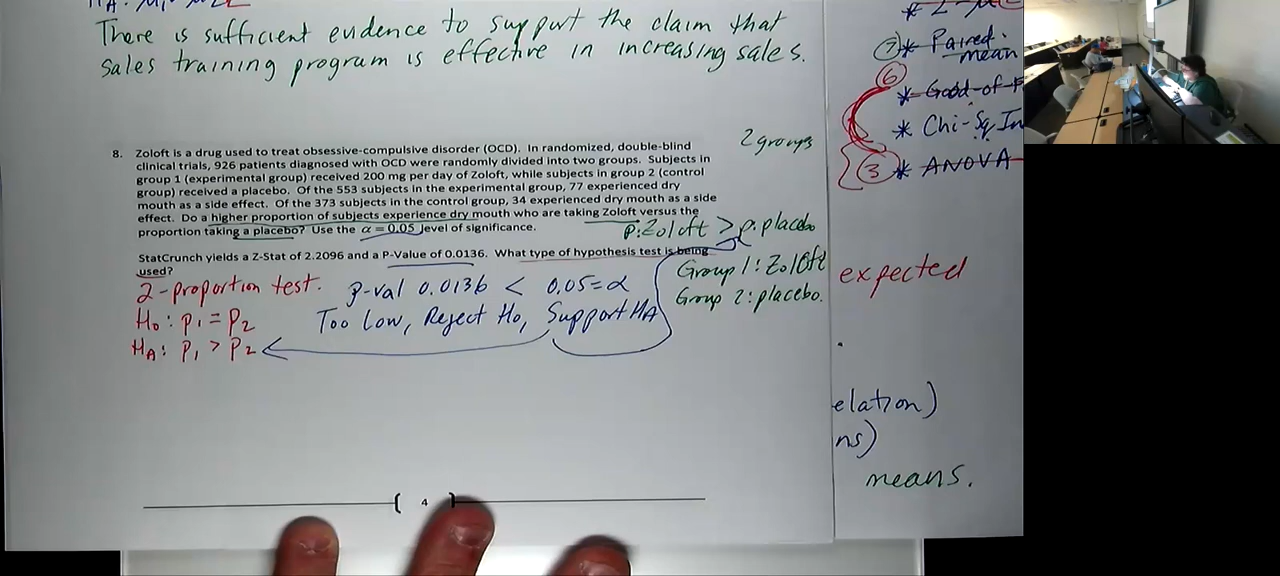 There is sufficient evidence to support the claim that
sales training program is effective in increasing sales.
2 groups
8. Zoloft is a drug used to treat obsessive-compulsive disorder (OCD). In randomized, double-blind
clinical trials, 926 patients diagnosed with OCD were randomly divided into two groups. Subjects in
group 1 (experimental group) received 200 mg per day of Zoloft, while subjects in group 2 (control
group) received a placebo. Of the 553 subjects in the experimental group, 77 experienced dry
mouth as a side effect. Of the 373 subjects in the control group, 34 experienced dry mouth as a side
effect. Do a higher proportion of subjects experience dry mouth who are taking Zoloft versus the
proportion taking a placebo? Use the α = 0.05 level of significance.
p:Zoloft > p:placebo
StatCrunch yields a Z-Stat of 2.2096 and a P-Value of 0.0136. What type of hypothesis test is being
used?
Group 1: Zoloft
Group 2: placebo.
2-proportion test.
p-val 0.0136 < 0.05=α
H₀: p₁ = p₂
Too Low, Reject H₀, Support HA
HA: p₁ > p₂
4
⑦* Paired
mean
⑥
* Good-of-F
* Chi-Sq In
③* ANOVA
expected
elation)
ns)
means.